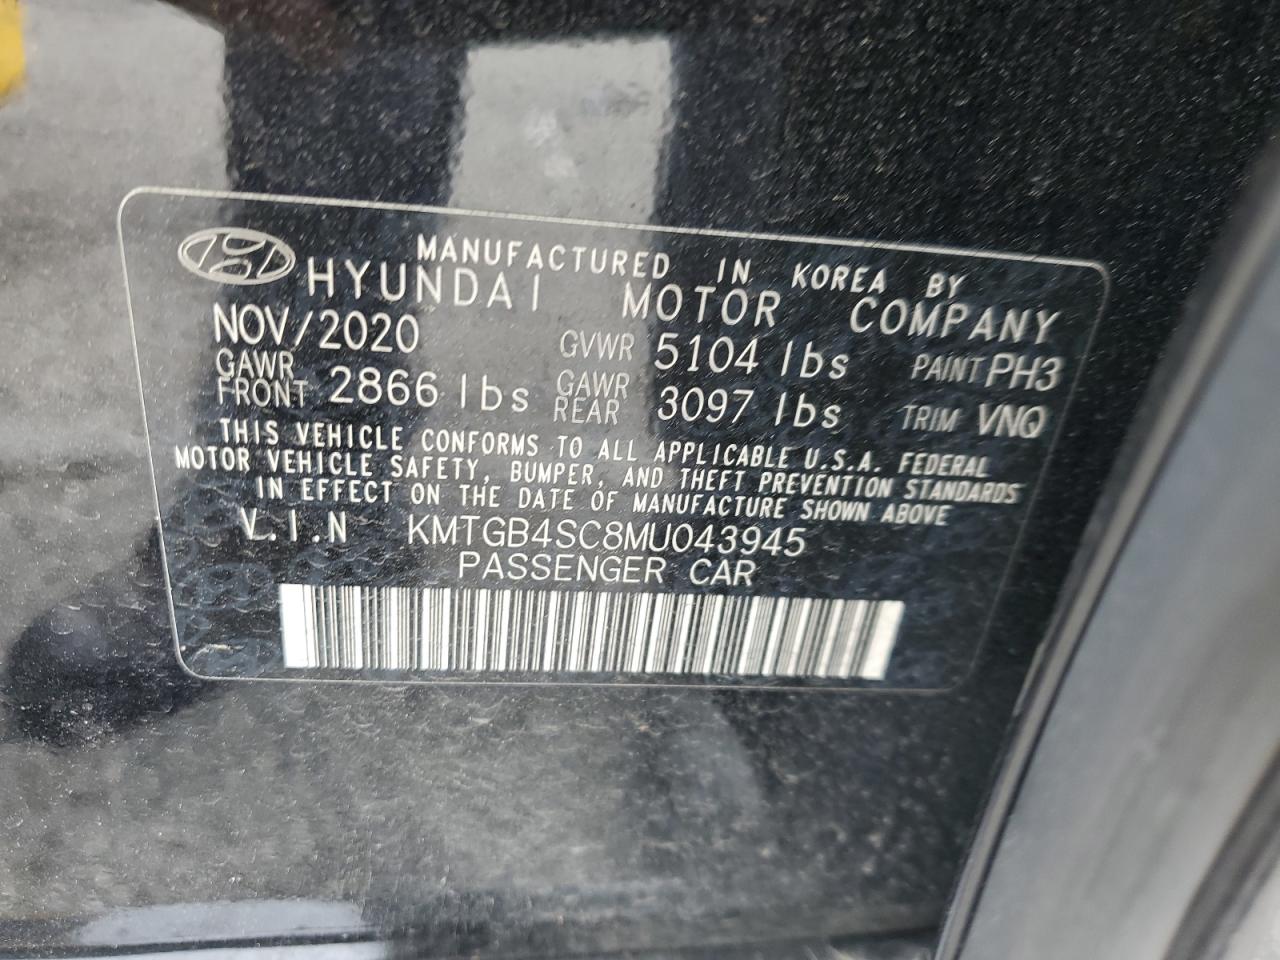 MANUFACTURED IN KOREA BY
HYUNDAI MOTOR COMPANY
NOV/2020 GVWR 5104 lbs PAINT PH3
GAWR FRONT 2866 lbs GAWR REAR 3097 lbs TRIM VNQ
THIS VEHICLE CONFORMS TO ALL APPLICABLE U.S.A. FEDERAL
MOTOR VEHICLE SAFETY, BUMPER, AND THEFT PREVENTION STANDARDS
IN EFFECT ON THE DATE OF MANUFACTURE SHOWN ABOVE
V.I.N KMTGB4SC8MU043945
PASSENGER CAR